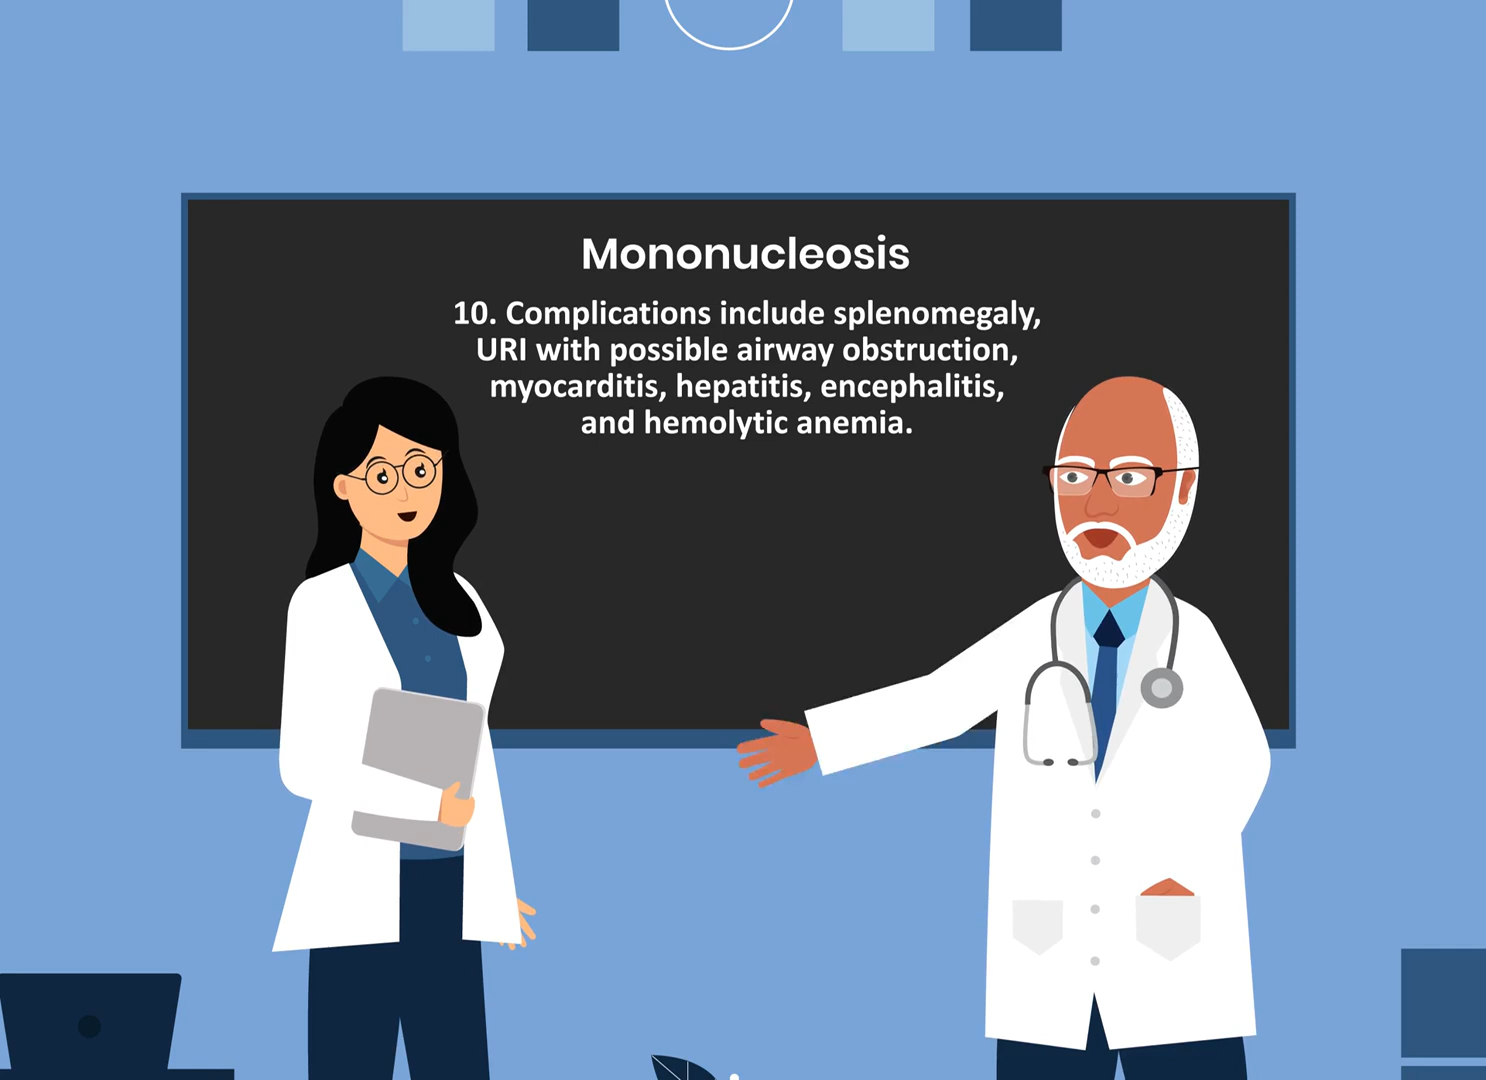 Mononucleosis
10. Complications include splenomegaly,
URI with possible airway obstruction,
myocarditis, hepatitis, encephalitis,
and hemolytic anemia.